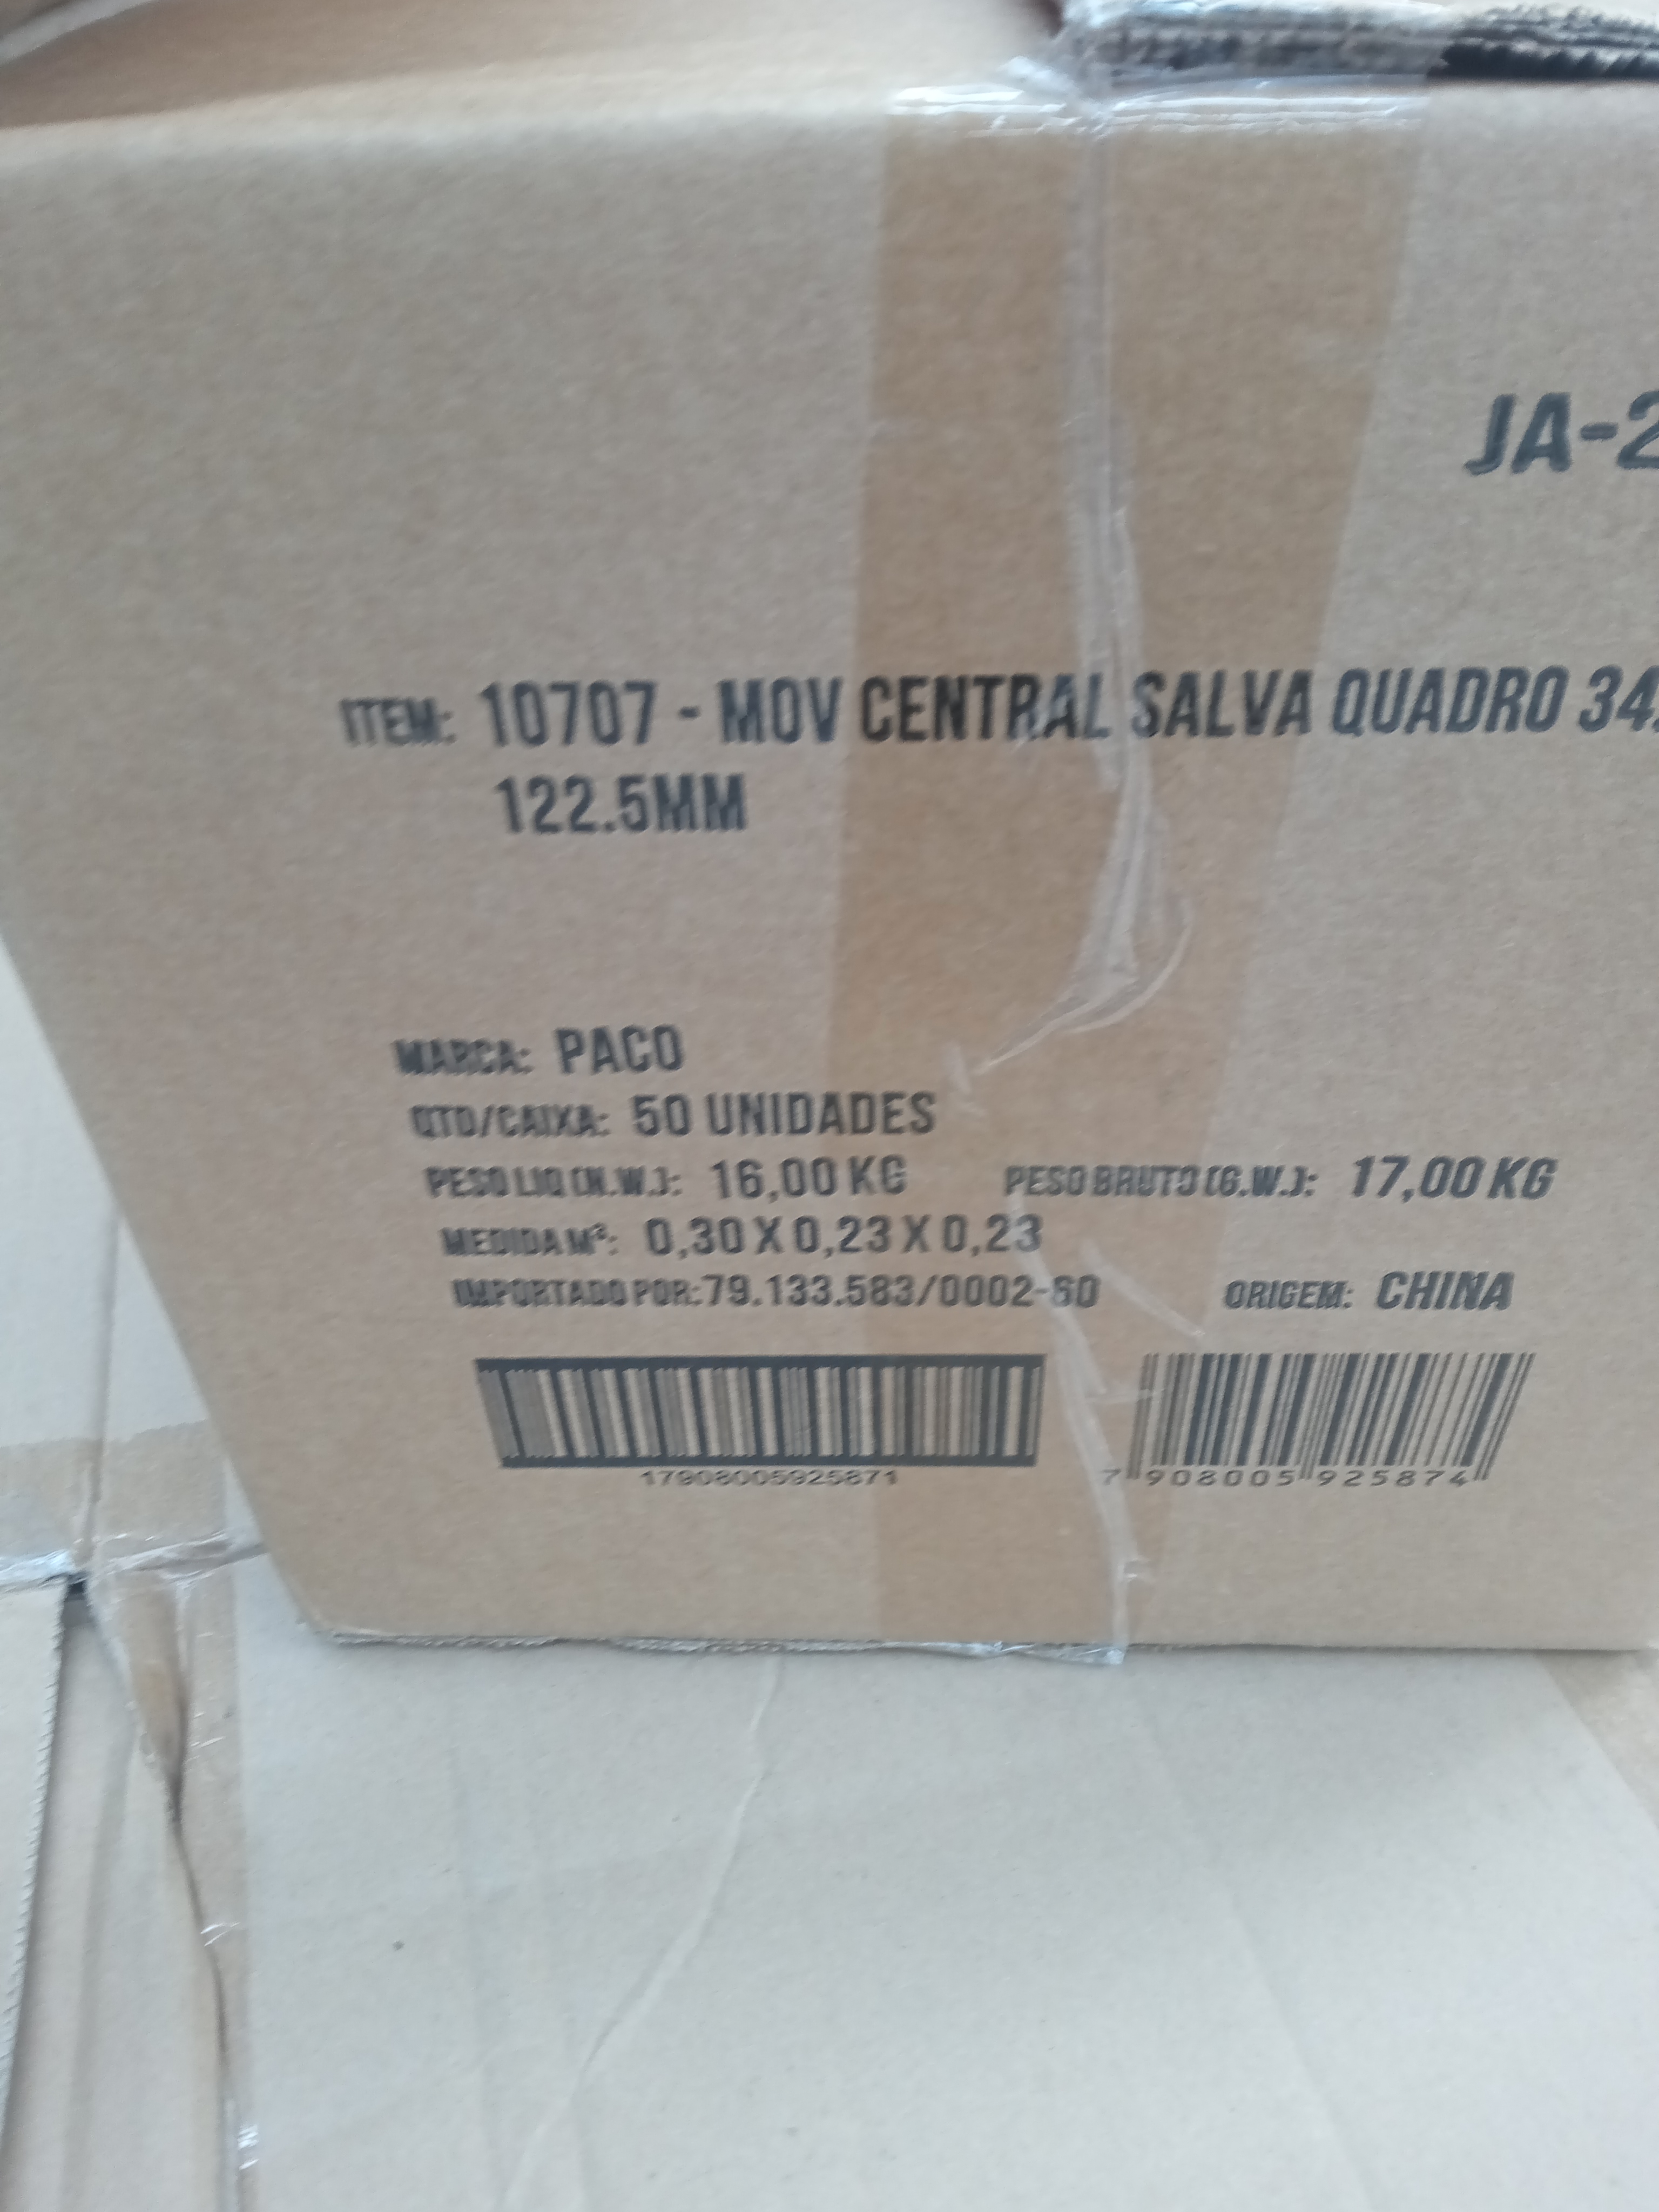 JA-2
ITEM: 10707 - MOV CENTRAL SALVA QUADRO 34
122.5MM
MARCA: PACO
QTD/CAIXA: 50 UNIDADES
PESO LIQ (N.W.): 16,00 KG PESO BRUTO (G.W.): 17,00 KG
MEDIDA M³: 0,30 X 0,23 X 0,23
IMPORTADO POR:79.133.583/0002-60 ORIGEM: CHINA
17908005925871 7 908005 925874